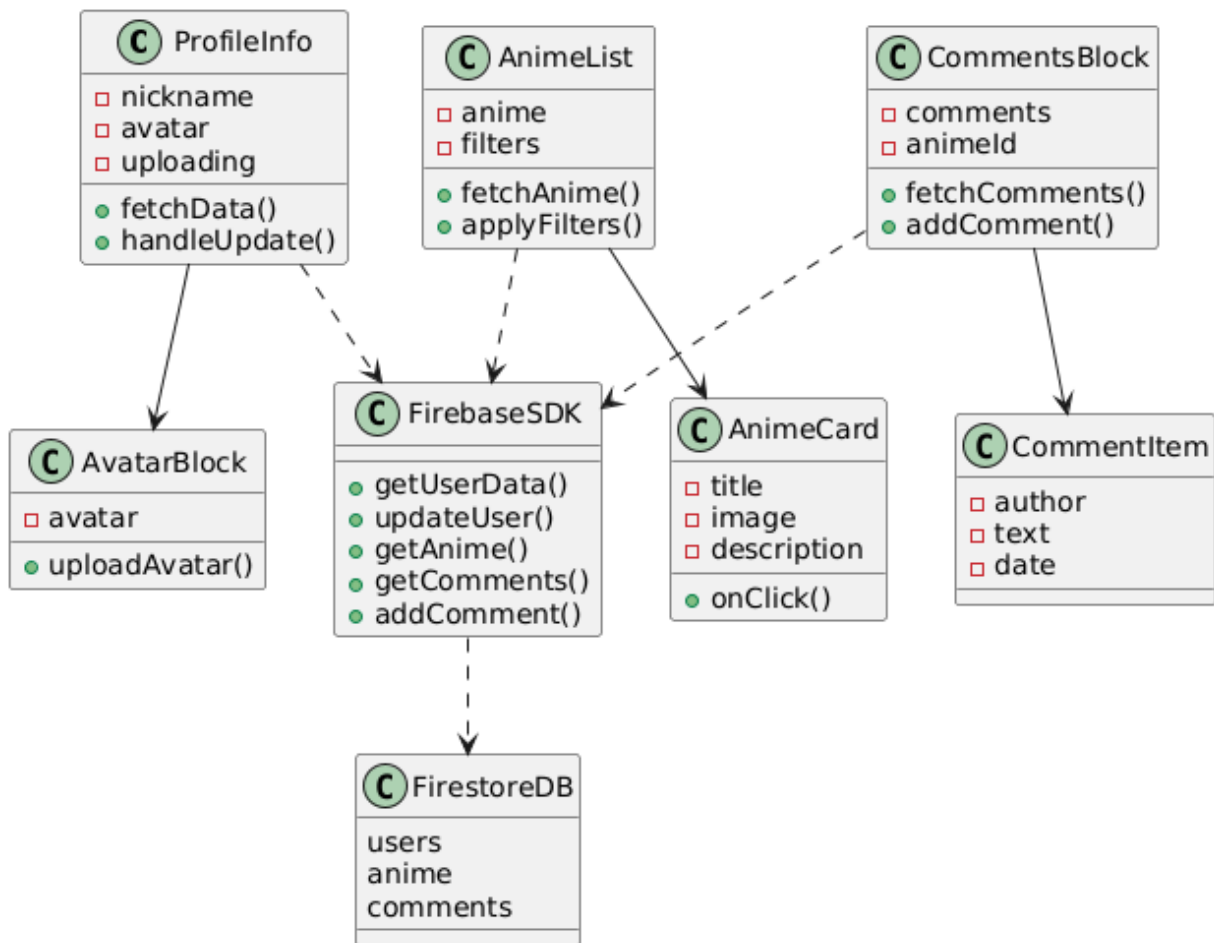 C ProfileInfo
nickname
avatar
uploading
fetchData()
handleUpdate()
C AnimeList
anime
filters
fetchAnime()
applyFilters()
C CommentsBlock
comments
animeId
fetchComments()
addComment()
C AvatarBlock
avatar
uploadAvatar()
C FirebaseSDK
getUserData()
updateUser()
getAnime()
getComments()
addComment()
C AnimeCard
title
image
description
onClick()
C CommentItem
author
text
date
C FirestoreDB
users
anime
comments